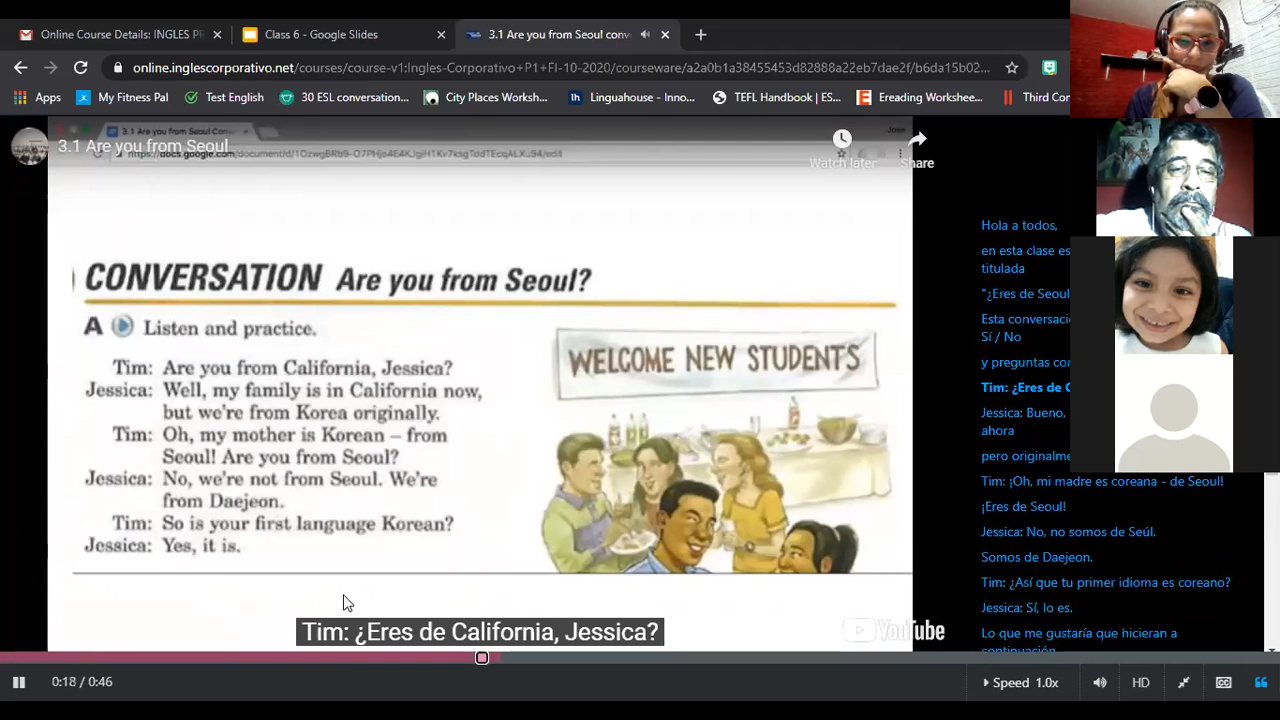 Online Course Details: INGLES PR
Class 6 - Google Slides
3.1 Are you from Seoul conv
online.inglescorporativo.net/courses/course-v1:Ingles-Corporativo+P1+FI-10-2020/courseware/a2a0b1a38455453d82888a22eb7dae2f/b6da15b02...
Apps
My Fitness Pal
Test English
30 ESL conversation...
City Places Worksh...
Linguahouse - Inno...
TEFL Handbook | ES...
Ereading Workshee...
Third Con
3.1 Are you from Seoul
Watch later
Share
CONVERSATION Are you from Seoul?
A Listen and practice.
Tim: Are you from California, Jessica?
Jessica: Well, my family is in California now,
but we're from Korea originally.
Tim: Oh, my mother is Korean – from
Seoul! Are you from Seoul?
Jessica: No, we're not from Seoul. We're
from Daejeon.
Tim: So is your first language Korean?
Jessica: Yes, it is.
WELCOME NEW STUDENTS
Tim: ¿Eres de California, Jessica?
YouTube
Hola a todos,
en esta clase es
titulada
"¿Eres de Seoul
Esta conversaci
Sí / No
y preguntas con
Tim: ¿Eres de C
Jessica: Bueno,
ahora
pero originalme
Tim: ¡Oh, mi madre es coreana - de Seoul!
¡Eres de Seoul!
Jessica: No, no somos de Seúl.
Somos de Daejeon.
Tim: ¿Así que tu primer idioma es coreano?
Jessica: Sí, lo es.
Lo que me gustaría que hicieran a
continuación
0:18 / 0:46
Speed 1.0x
HD
CC